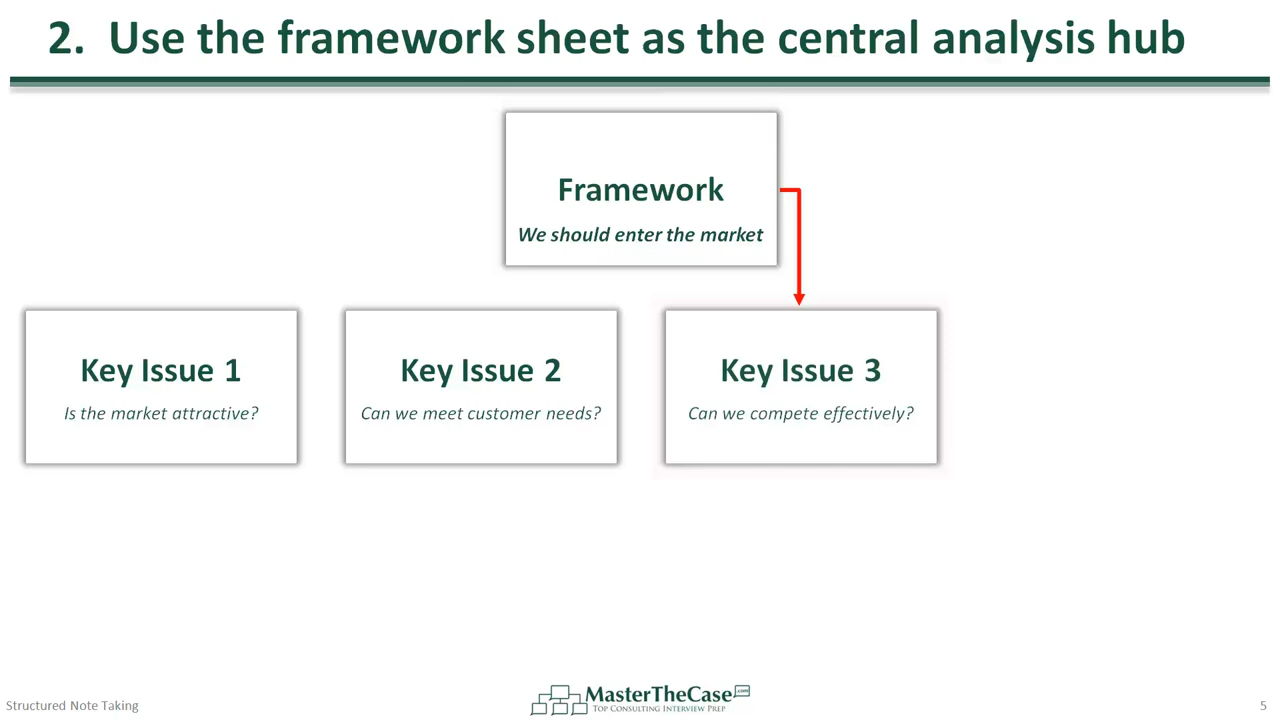 2. Use the framework sheet as the central analysis hub
Framework
We should enter the market
Key Issue 1
Is the market attractive?
Key Issue 2
Can we meet customer needs?
Key Issue 3
Can we compete effectively?
Structured Note Taking
MasterTheCase.com
Top Consulting Interview Prep
5